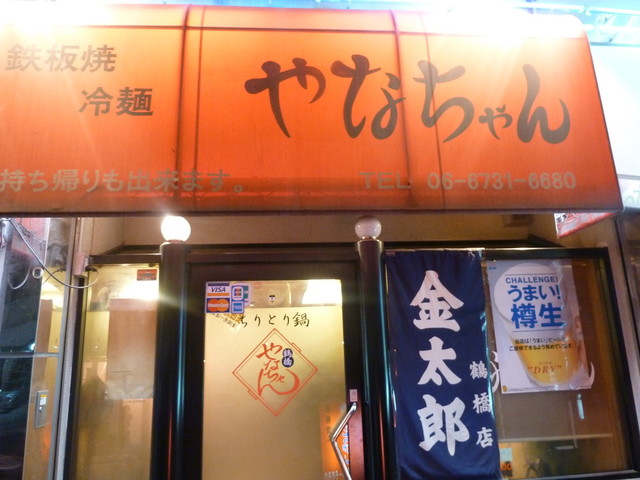 鉄板焼
冷麺
やなちゃん
持ち帰りも出来ます。
TEL 06-6731-6680
VISA
ちりとり鍋
鶴橋
やなちゃん
金太郎
鶴橋店
CHALLENGE!
うまい!
樽生
"DRY"